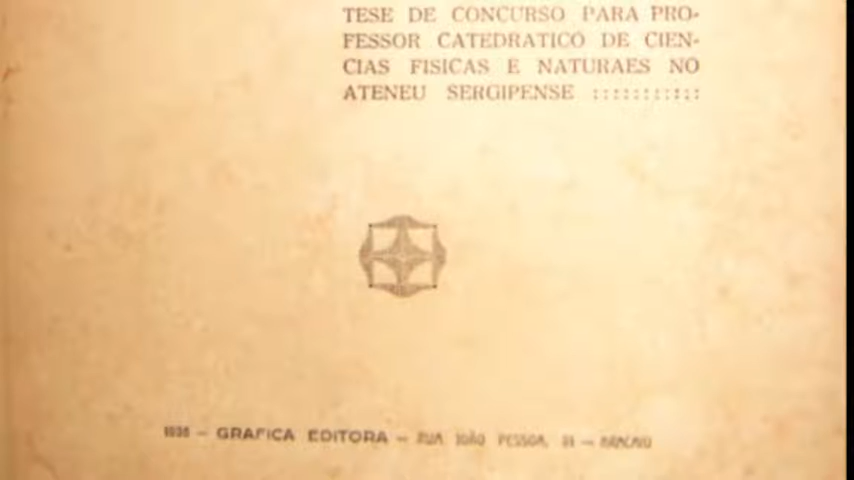 TESE DE CONCURSO PARA PRO-
FESSOR CATEDRATICO DE CIEN-
CIAS FISICAS E NATURAES NO
ATENEU SERGIPENSE :::::::::::
GRAFICA EDITORA — RUA JOÃO PESSOA, — ARACAJU